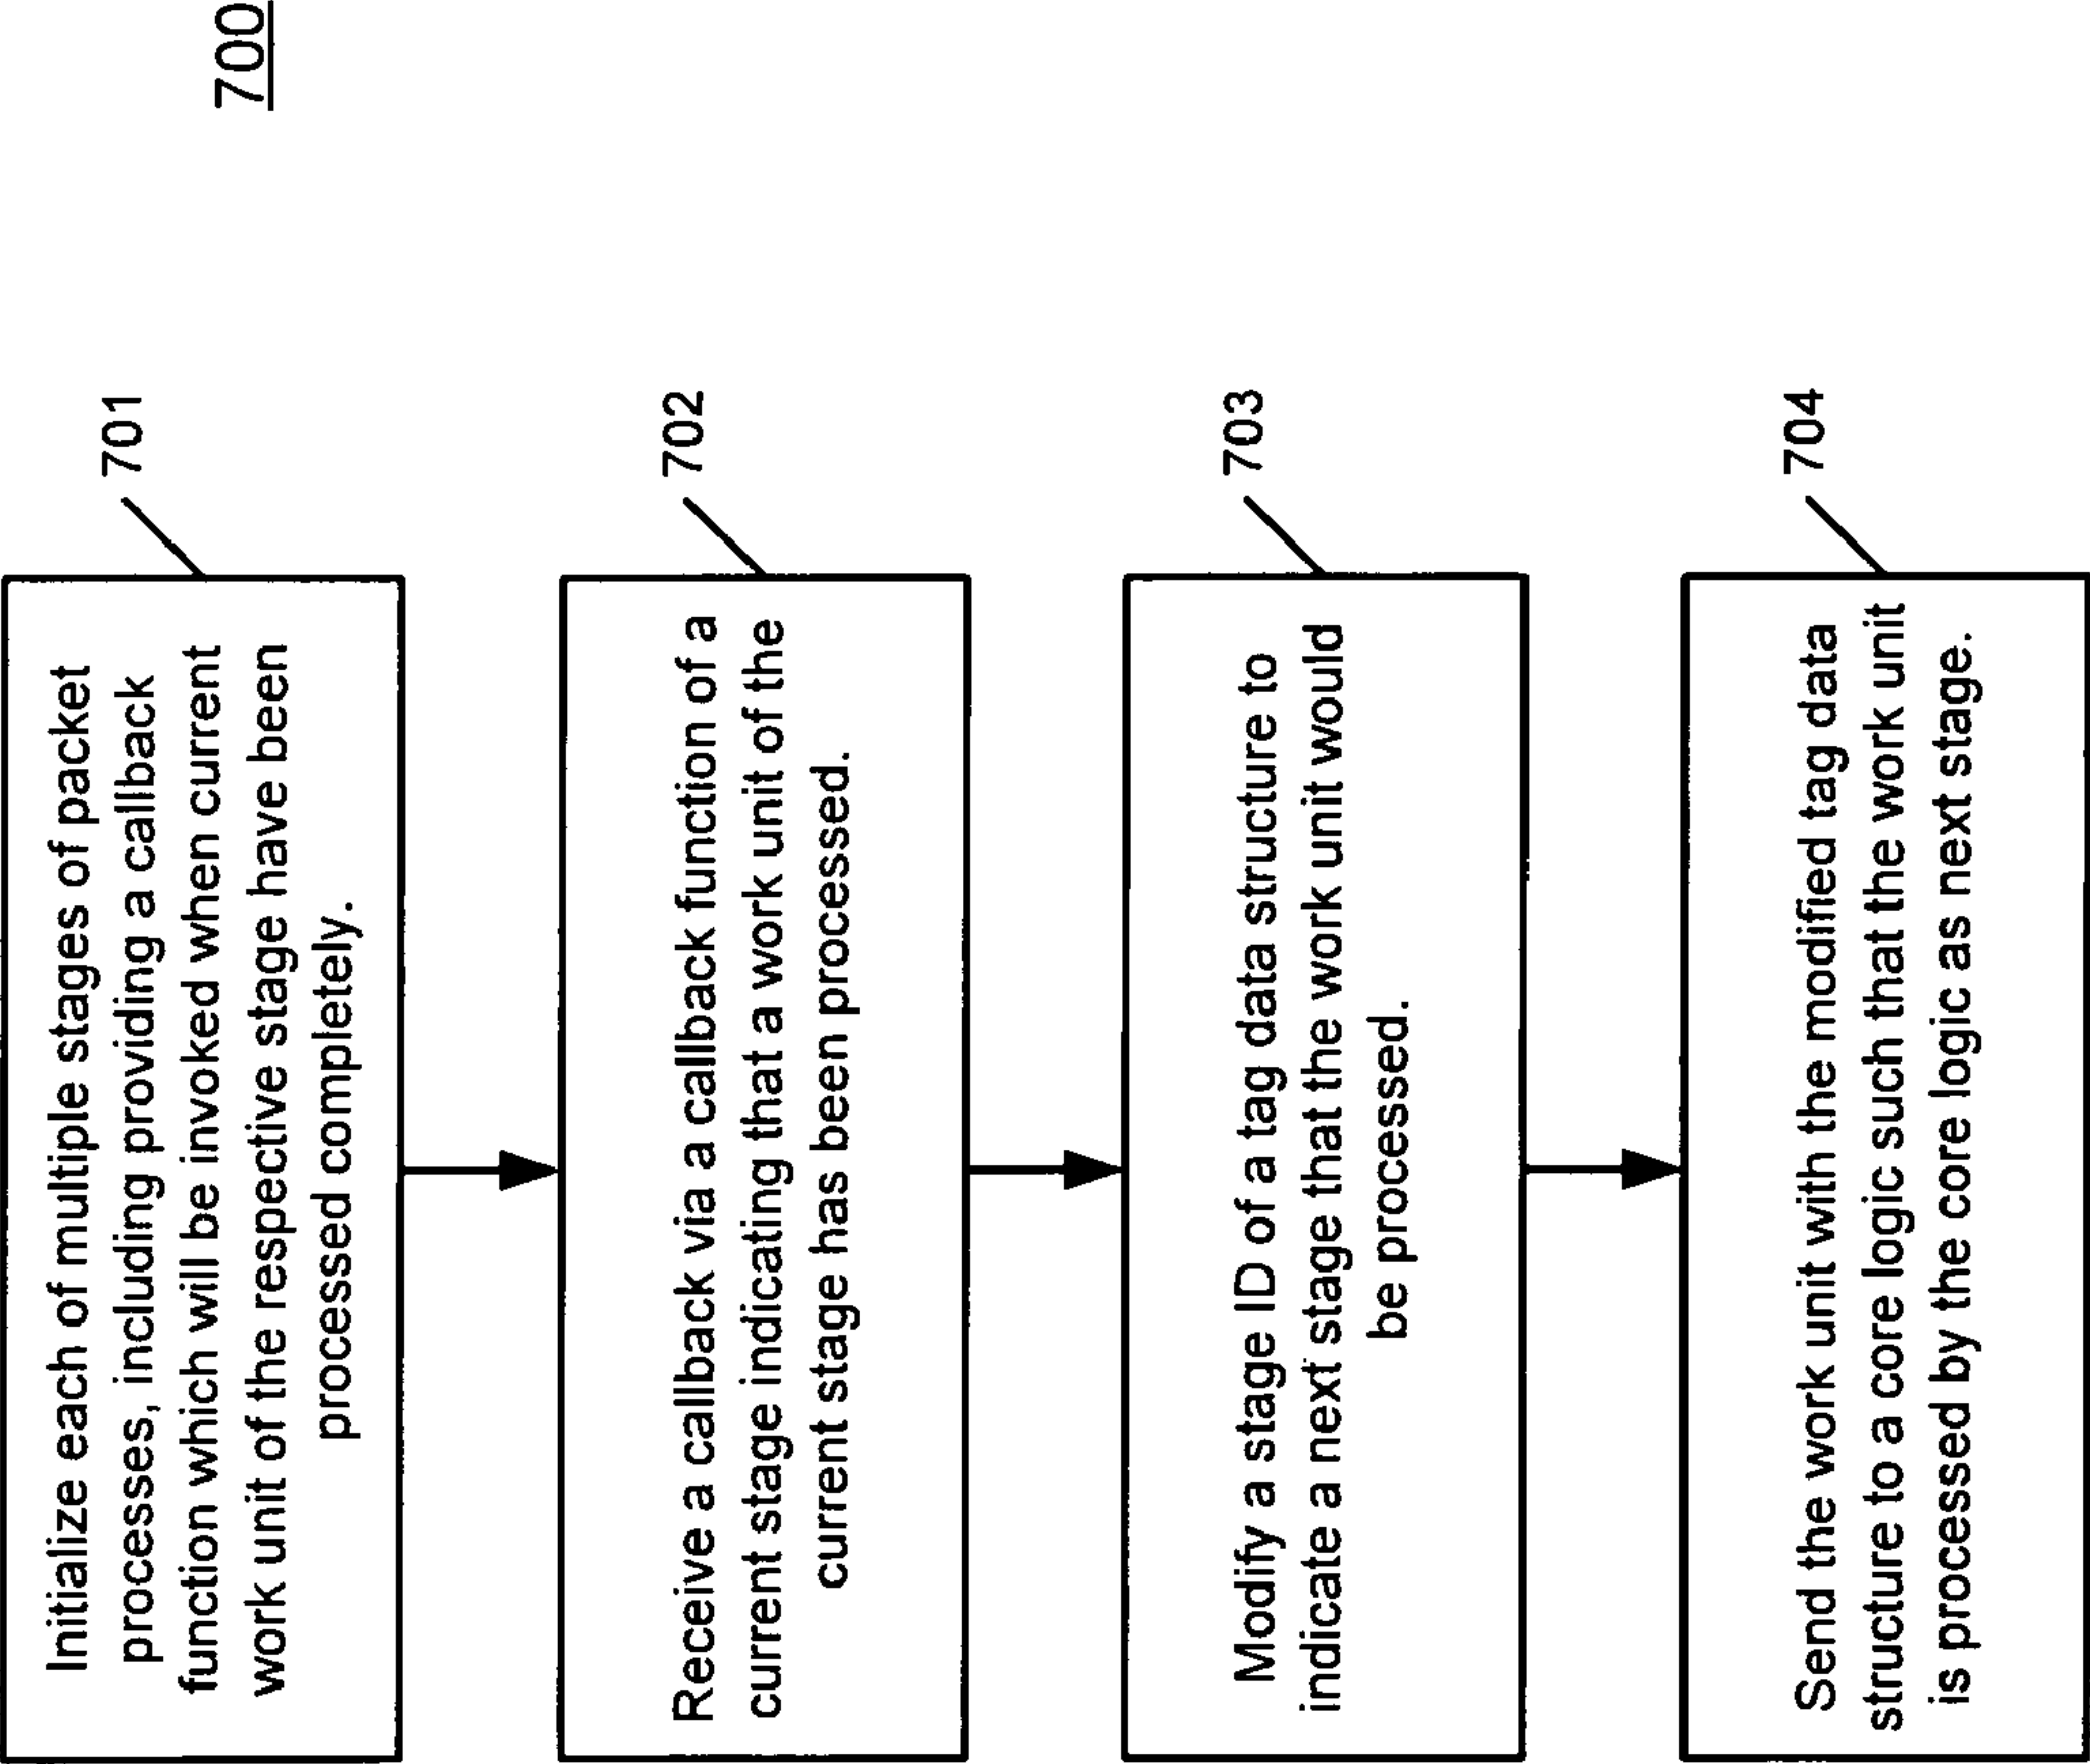 700
701
Initialize each of multiple stages of packet
processes, including providing a callback
function which will be invoked when current
work unit of the respective stage have been
processed completely.
702
Receive a callback via a callback function of a
current stage indicating that a work unit of the
current stage has been processed.
703
Modify a stage ID of a tag data structure to
indicate a next stage that the work unit would
be processed.
704
Send the work unit with the modified tag data
structure to a core logic such that the work unit
is processed by the core logic as next stage.